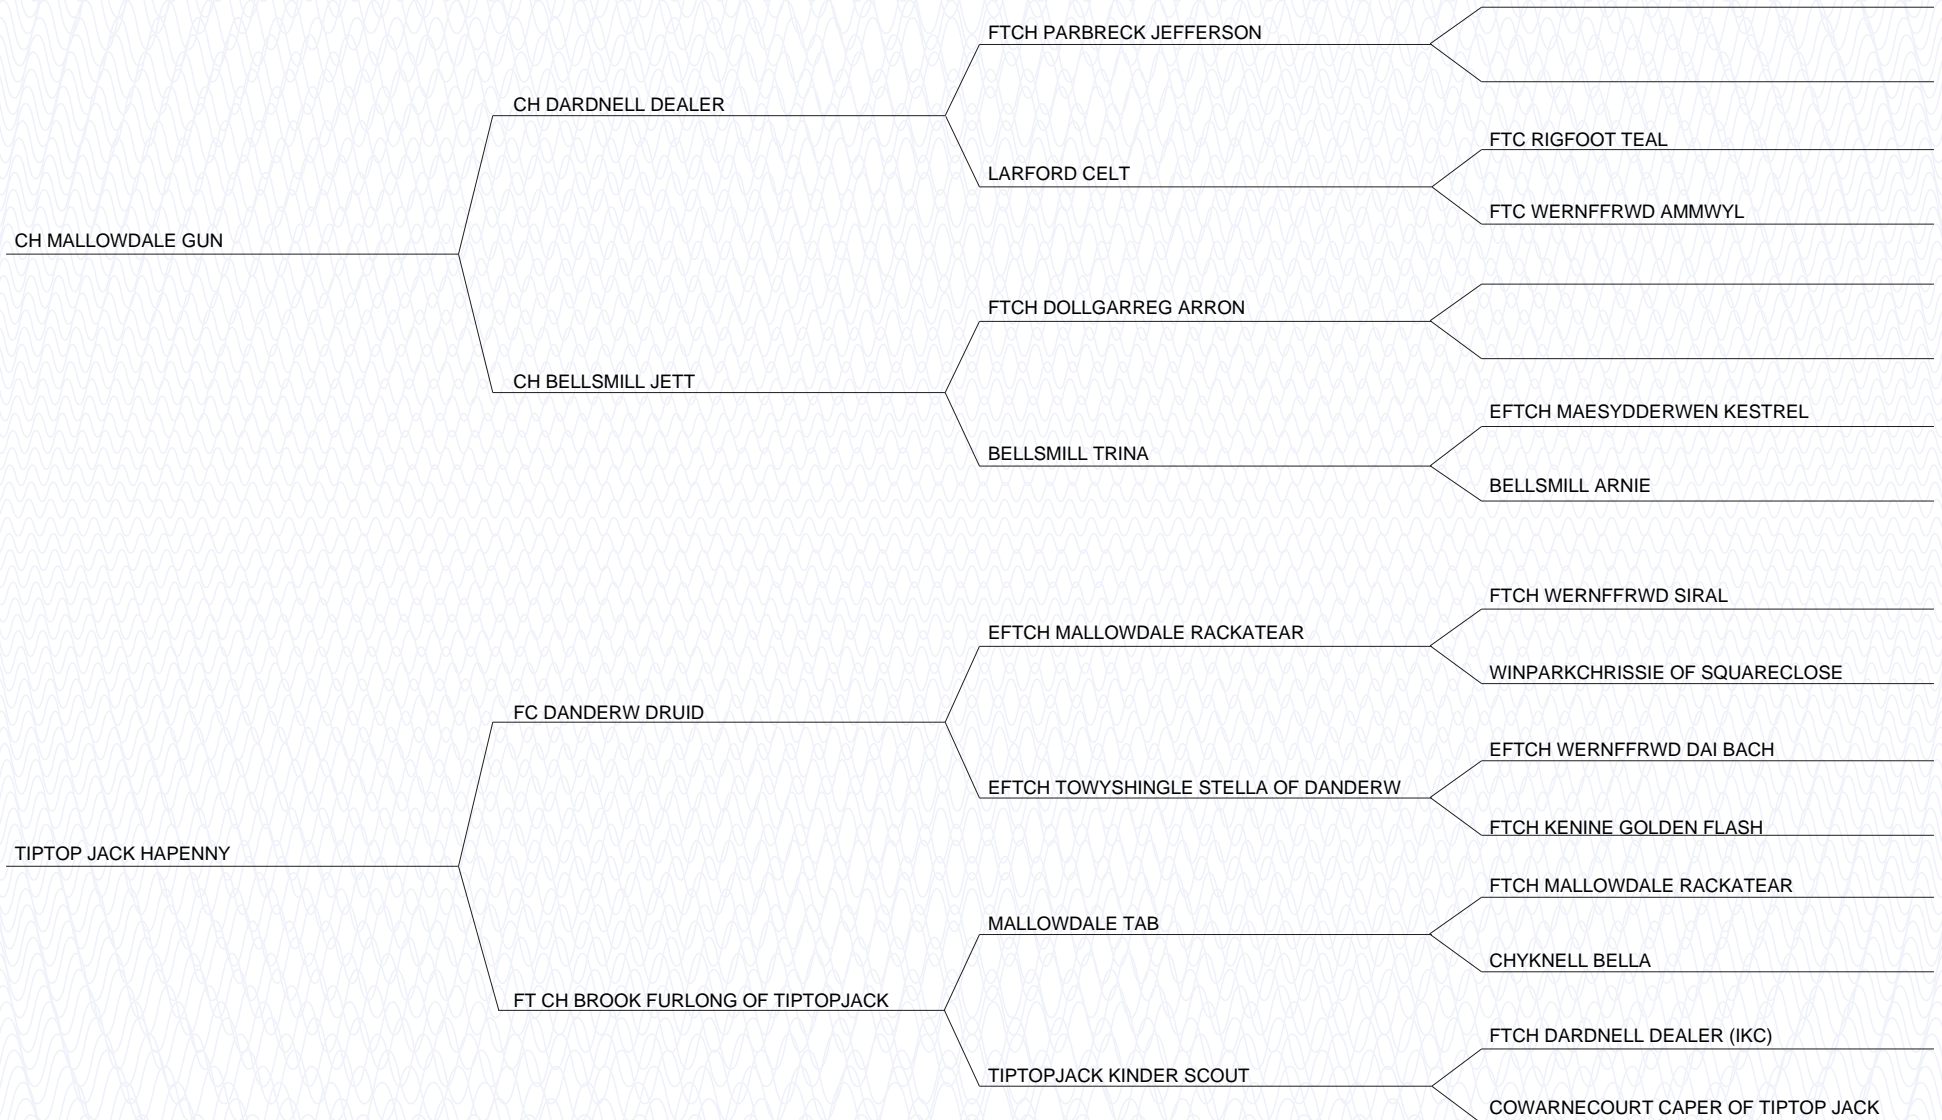 FTCH PARBRECK JEFFERSON
CH DARDNELL DEALER
FTC RIGFOOT TEAL
LARFORD CELT
FTC WERNFFRWD AMMWYL
CH MALLOWDALE GUN
FTCH DOLLGARREG ARRON
CH BELLSMILL JETT
EFTCH MAESYDDERWEN KESTREL
BELLSMILL TRINA
BELLSMILL ARNIE
FTCH WERNFFRWD SIRAL
EFTCH MALLOWDALE RACKATEAR
WINPARKCHRISSIE OF SQUARECLOSE
FC DANDERW DRUID
EFTCH WERNFFRWD DAI BACH
EFTCH TOWYSHINGLE STELLA OF DANDERW
FTCH KENINE GOLDEN FLASH
TIPTOP JACK HAPENNY
FTCH MALLOWDALE RACKATEAR
MALLOWDALE TAB
CHYKNELL BELLA
FT CH BROOK FURLONG OF TIPTOPJACK
FTCH DARDNELL DEALER (IKC)
TIPTOPJACK KINDER SCOUT
COWARNECOURT CAPER OF TIPTOP JACK